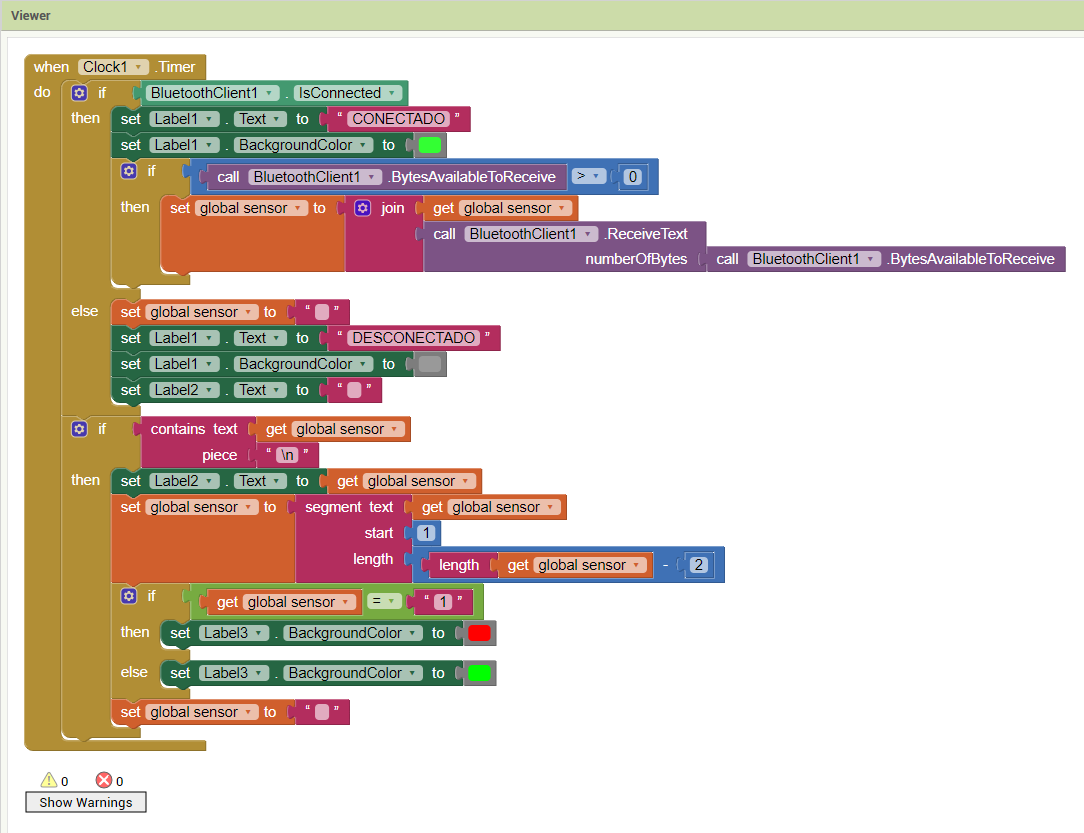 Viewer
when Clock1 .Timer
do if BluetoothClient1 . IsConnected
then set Label1 . Text to “ CONECTADO ”
set Label1 . BackgroundColor to
if call BluetoothClient1 .BytesAvailableToReceive > 0
then set global sensor to join get global sensor
call BluetoothClient1 .ReceiveText
numberOfBytes call BluetoothClient1 .BytesAvailableToReceive
else set global sensor to “ ”
set Label1 . Text to “ DESCONECTADO ”
set Label1 . BackgroundColor to
set Label2 . Text to “ ”
if contains text get global sensor
piece “ \n ”
then set Label2 . Text to get global sensor
set global sensor to segment text get global sensor
start 1
length length get global sensor - 2
if get global sensor = “ 1 ”
then set Label3 . BackgroundColor to
else set Label3 . BackgroundColor to
set global sensor to “ ”
0 0
Show Warnings